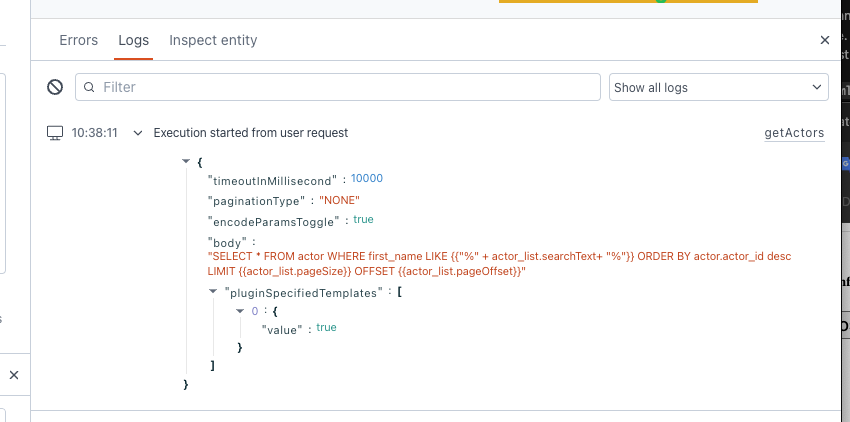 Errors Logs Inspect entity
Filter Show all logs
10:38:11 Execution started from user request getActors
{
"timeoutInMillisecond" : 10000
"paginationType" : "NONE"
"encodeParamsToggle" : true
"body" :
"SELECT * FROM actor WHERE first_name LIKE {{"%" + actor_list.searchText+ "%"}} ORDER BY actor.actor_id desc
LIMIT {{actor_list.pageSize}} OFFSET {{actor_list.pageOffset}}"
"pluginSpecifiedTemplates" : [
0 : {
"value" : true
}
]
}